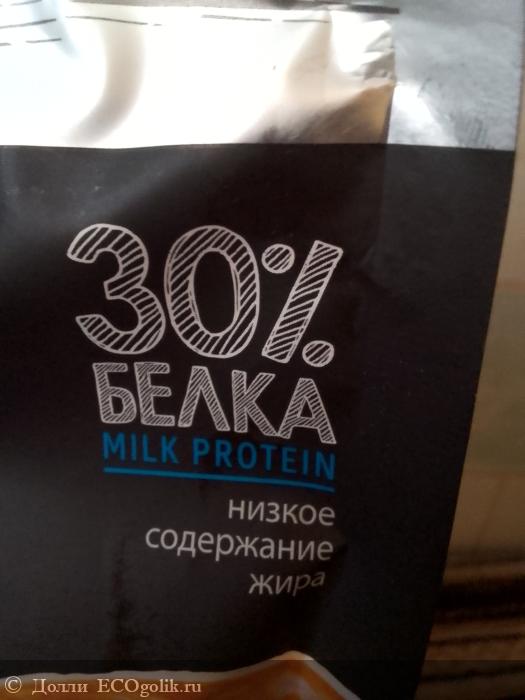 30%
БЕЛКА
MILK PROTEIN
низкое
содержание
жира
© Долли ECOgolik.ru